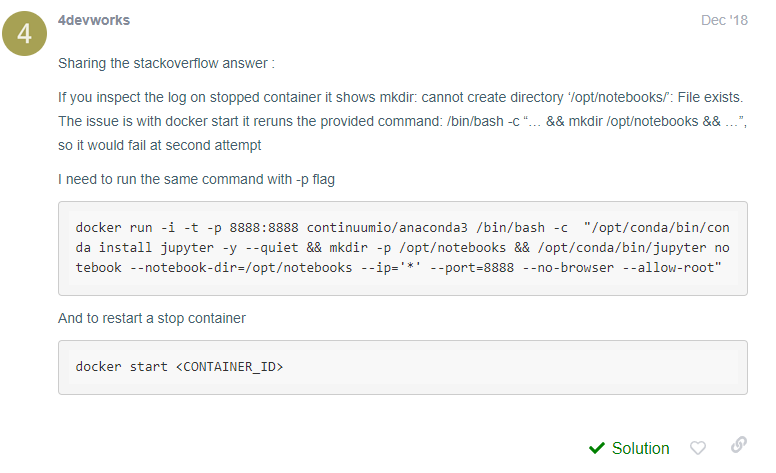 4
4devworks
Dec '18
Sharing the stackoverflow answer :
If you inspect the log on stopped container it shows mkdir: cannot create directory ‘/opt/notebooks/’: File exists.
The issue is with docker start it reruns the provided command: /bin/bash -c “… && mkdir /opt/notebooks && …”,
so it would fail at second attempt
I need to run the same command with -p flag
docker run -i -t -p 8888:8888 continuumio/anaconda3 /bin/bash -c  "/opt/conda/bin/con
da install jupyter -y --quiet && mkdir -p /opt/notebooks && /opt/conda/bin/jupyter no
tebook --notebook-dir=/opt/notebooks --ip='*' --port=8888 --no-browser --allow-root"
And to restart a stop container
docker start <CONTAINER_ID>
Solution